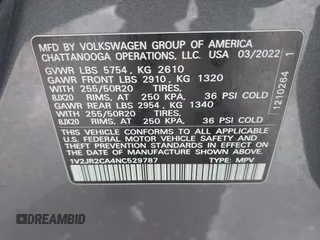 MFD BY VOLKSWAGEN GROUP OF AMERICA
CHATTANOOGA OPERATIONS, LLC. USA 03/2022
GVWR LBS 5754, KG 2610
GAWR FRONT LBS 2910, KG 1320
WITH 255/50R20 TIRES,
8JX20 RIMS, AT 250 KPA, 36 PSI COLD
GAWR REAR LBS 2954, KG 1340
WITH 255/50R20 TIRES,
8JX20 RIMS, AT 250 KPA, 36 PSI COLD
THIS VEHICLE CONFORMS TO ALL APPLICABLE
U.S. FEDERAL MOTOR VEHICLE SAFETY
STANDARDS IN EFFECT ON THE DATE OF
MANUFACTURE SHOWN ABOVE.
1V2JR2CA4NC529787 TYPE: MPV
1210264 1